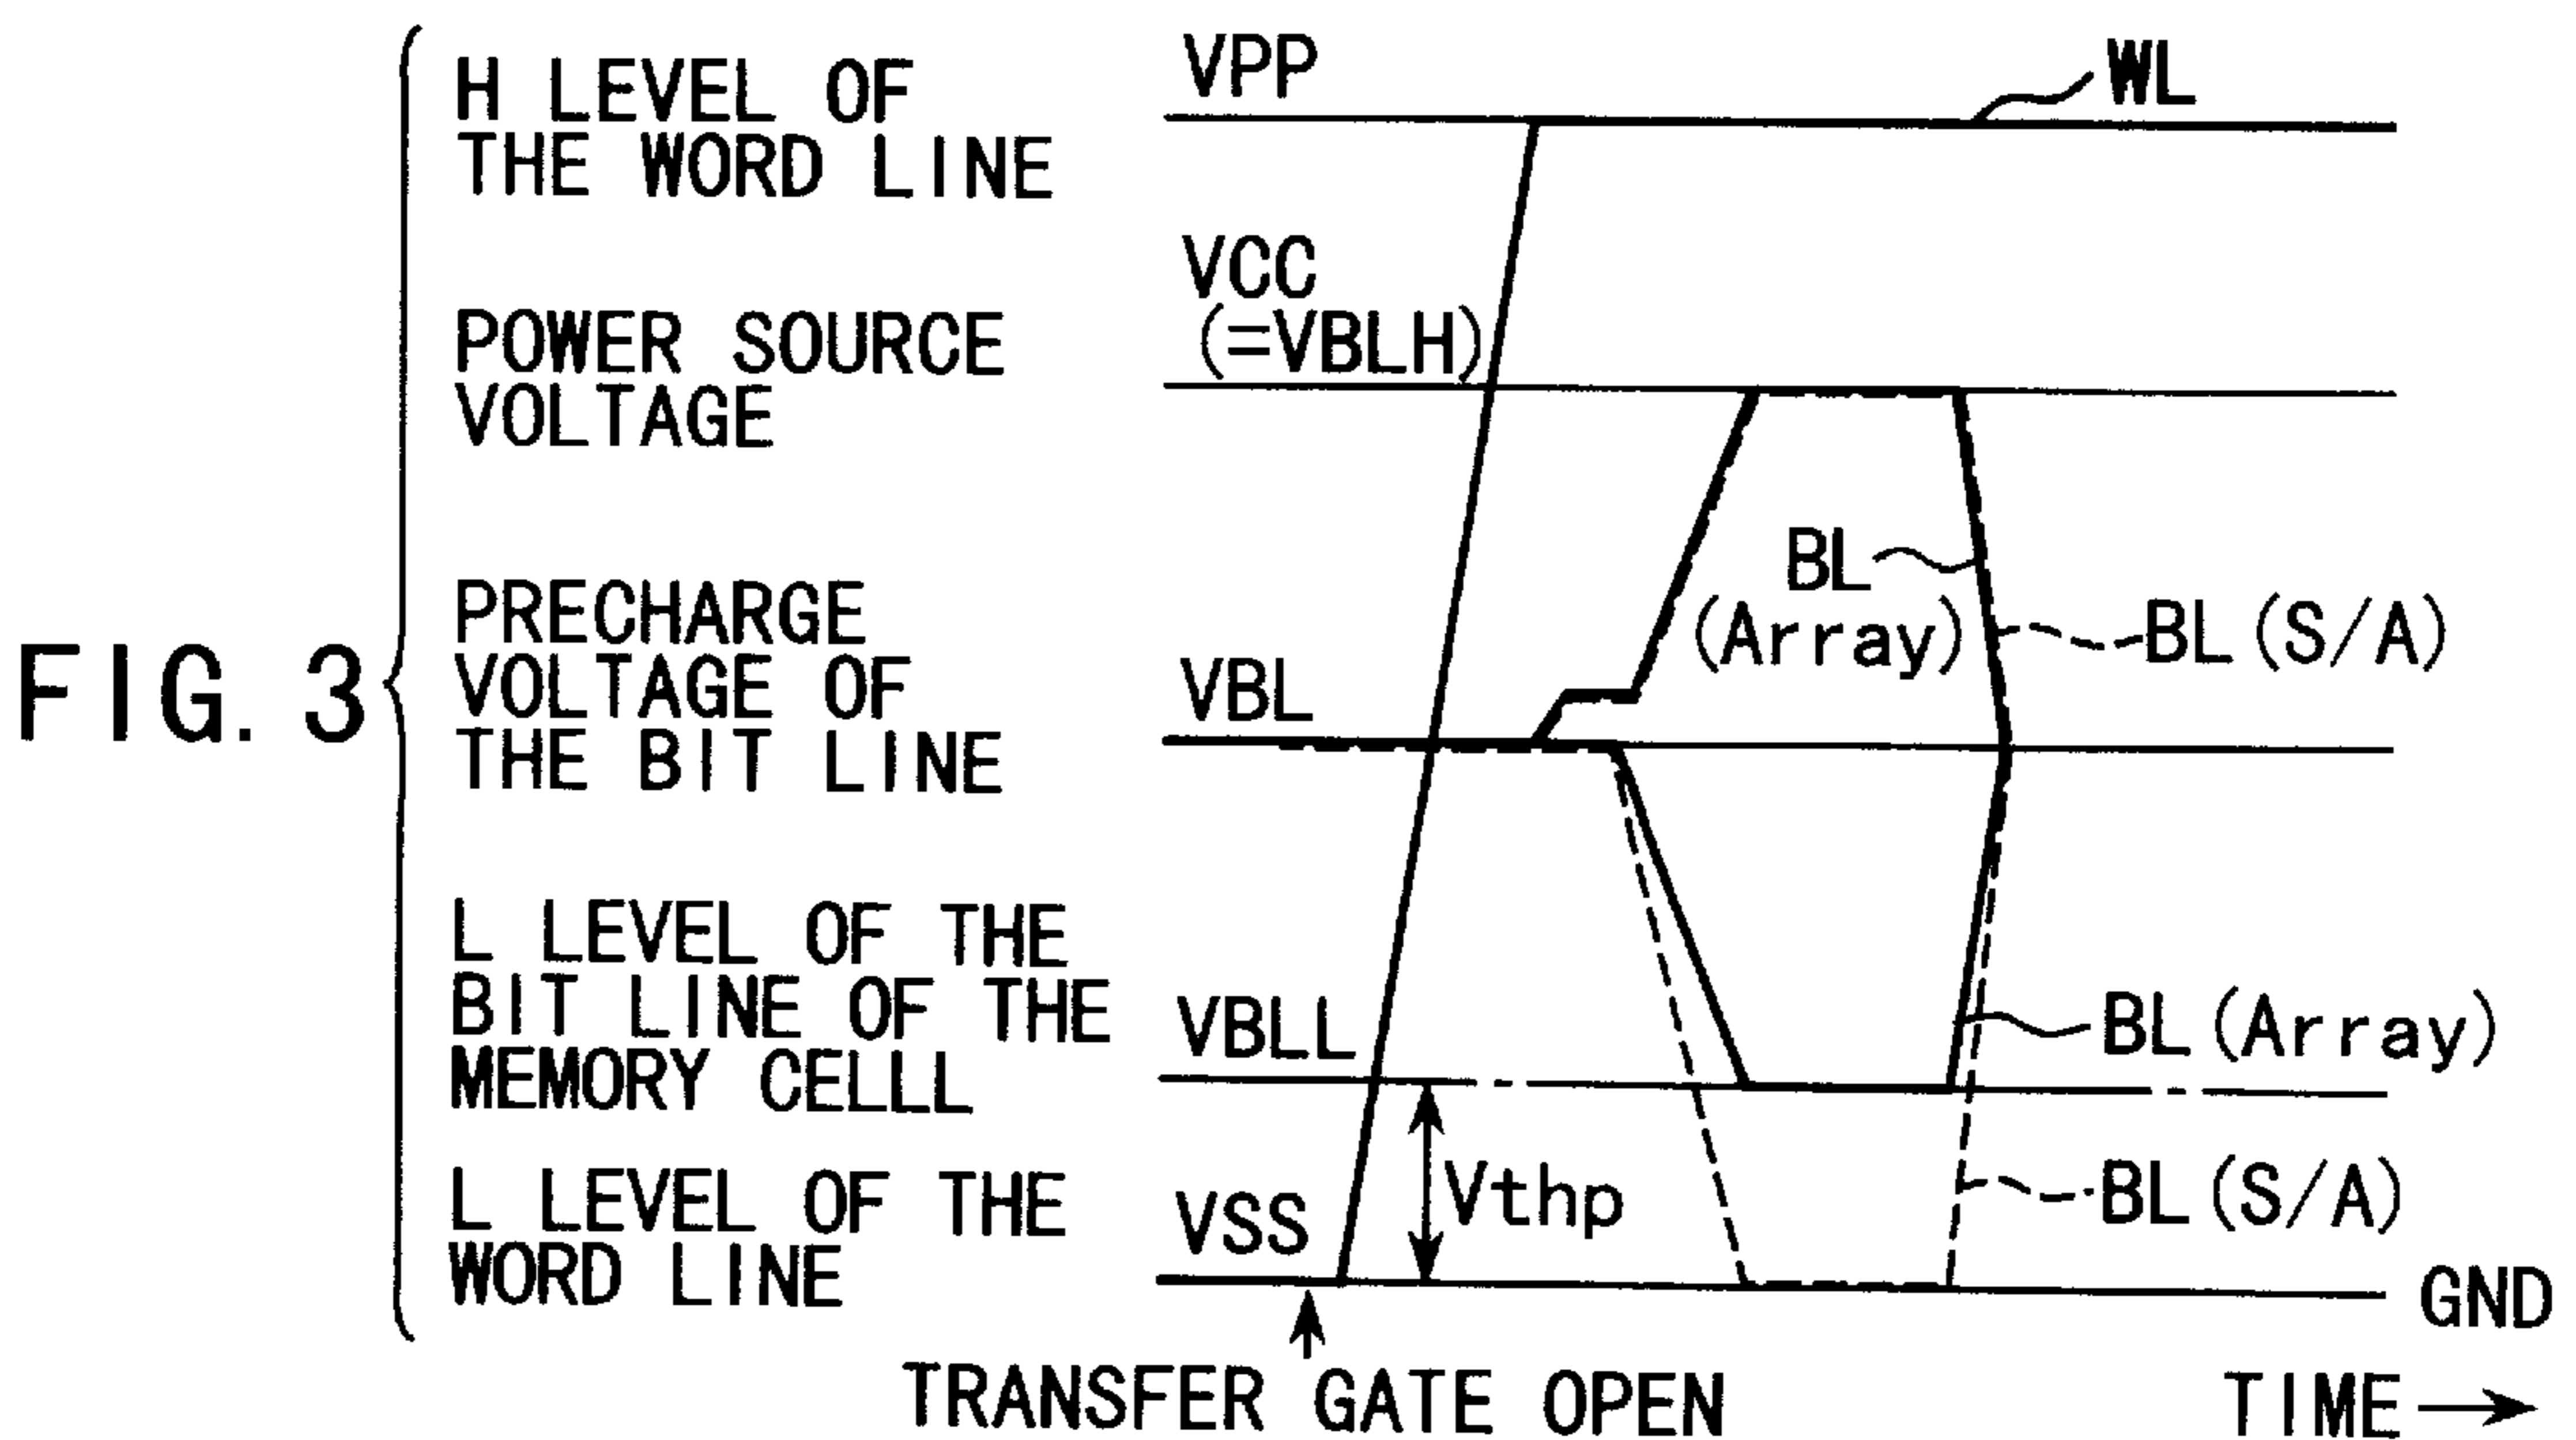 FIG. 3
H LEVEL OF
THE WORD LINE
POWER SOURCE
VOLTAGE
PRECHARGE
VOLTAGE OF
THE BIT LINE
L LEVEL OF THE
BIT LINE OF THE
MEMORY CELLL
L LEVEL OF THE
WORD LINE
VPP
WL
VCC
(=VBLH)
BL
(Array)
BL (S/A)
VBL
VBLL
BL (Array)
Vthp
BL (S/A)
VSS
GND
TRANSFER GATE OPEN
TIME